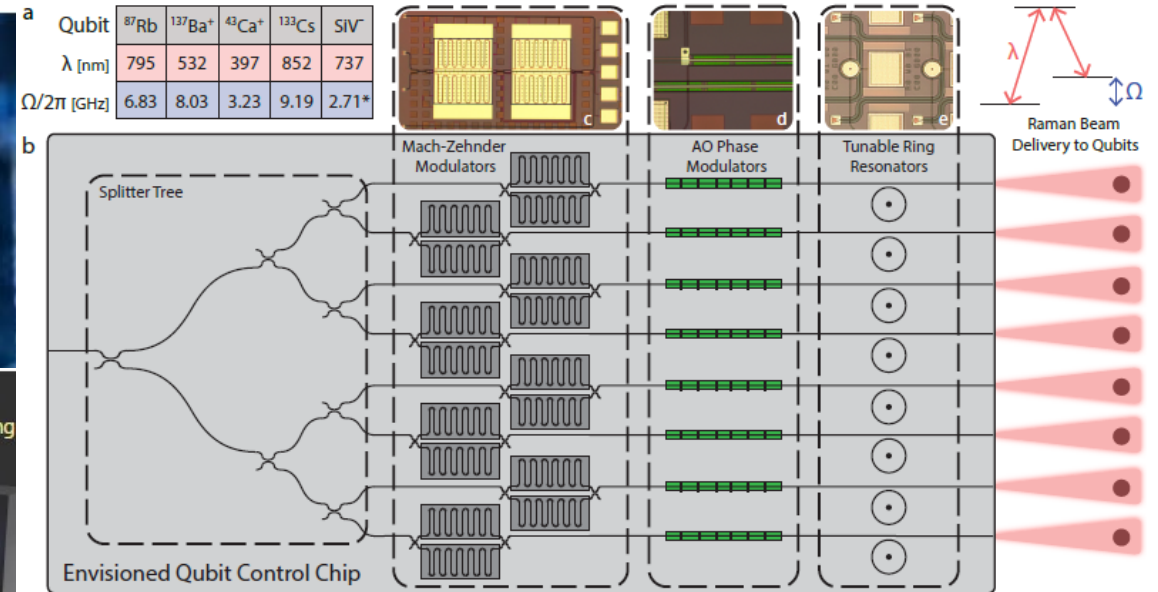 a
Qubit ⁸⁷Rb ¹³⁷Ba⁺ ⁴³Ca⁺ ¹³³Cs SiV⁻
λ [nm] 795 532 397 852 737
Ω/2π [GHz] 6.83 8.03 3.23 9.19 2.71*
c
d
e
λ
Ω
Raman Beam
Delivery to Qubits
b
Mach-Zehnder
Modulators
AO Phase
Modulators
Tunable Ring
Resonators
Splitter Tree
ng
Envisioned Qubit Control Chip